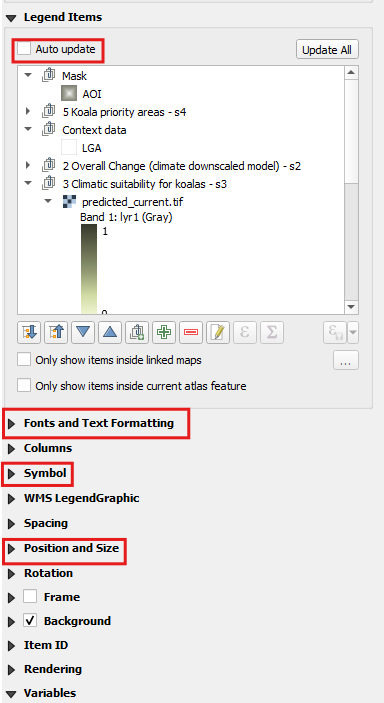 Legend Items
Auto update
Update All
Mask
AOI
5 Koala priority areas - s4
Context data
LGA
2 Overall Change (climate downscaled model) - s2
3 Climatic suitability for koalas - s3
predicted_current.tif
Band 1: lyr1 (Gray)
1
0
ε Σ ε
Only show items inside linked maps
...
Only show items inside current atlas feature
Fonts and Text Formatting
Columns
Symbol
WMS LegendGraphic
Spacing
Position and Size
Rotation
Frame
Background
Item ID
Rendering
Variables